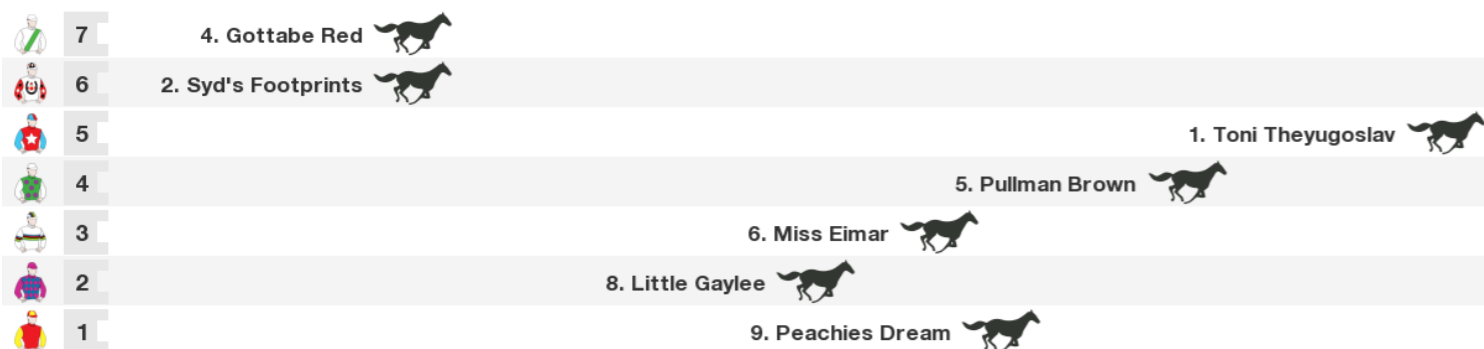 7 4. Gottabe Red
6 2. Syd's Footprints
5 1. Toni Theyugoslav
4 5. Pullman Brown
3 6. Miss Eimar
2 8. Little Gaylee
1 9. Peachies Dream